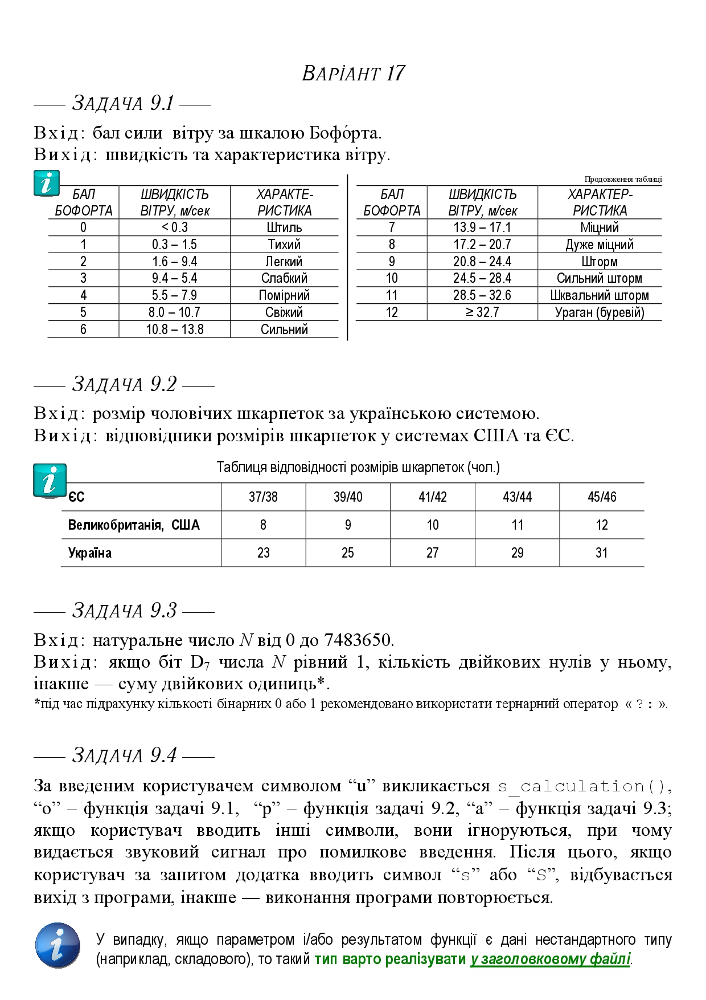 ВАРІАНТ 17
ЗАДАЧА 9.1
Вхід: бал сили вітру за шкалою Бофо́рта.
Вихід: швидкість та характеристика вітру.
БАЛ БОФОРТА ШВИДКІСТЬ ВІТРУ, м/сек ХАРАКТЕ-РИСТИКА
0 < 0.3 Штиль
1 0.3 – 1.5 Тихий
2 1.6 – 9.4 Легкий
3 9.4 – 5.4 Слабкий
4 5.5 – 7.9 Помірний
5 8.0 – 10.7 Свіжий
6 10.8 – 13.8 Сильний
Продовження таблиці
БАЛ БОФОРТА ШВИДКІСТЬ ВІТРУ, м/сек ХАРАКТЕР-РИСТИКА
7 13.9 – 17.1 Міцний
8 17.2 – 20.7 Дуже міцний
9 20.8 – 24.4 Шторм
10 24.5 – 28.4 Сильний шторм
11 28.5 – 32.6 Шквальний шторм
12 ≥ 32.7 Ураган (буревій)
ЗАДАЧА 9.2
Вхід: розмір чоловічих шкарпеток за українською системою.
Вихід: відповідники розмірів шкарпеток у системах США та ЄС.
Таблиця відповідності розмірів шкарпеток (чол.)
ЄС 37/38 39/40 41/42 43/44 45/46
Великобританія, США 8 9 10 11 12
Україна 23 25 27 29 31
ЗАДАЧА 9.3
Вхід: натуральне число N від 0 до 7483650.
Вихід: якщо біт D₇ числа N рівний 1, кількість двійкових нулів у ньому,
інакше — суму двійкових одиниць*.
*під час підрахунку кількості бінарних 0 або 1 рекомендовано використати тернарний оператор « ? : ».
ЗАДАЧА 9.4
За введеним користувачем символом “u” викликається s_calculation(),
“o” – функція задачі 9.1, “p” – функція задачі 9.2, “a” – функція задачі 9.3;
якщо користувач вводить інші символи, вони ігноруються, при чому
видається звуковий сигнал про помилкове введення. Після цього, якщо
користувач за запитом додатка вводить символ “s” або “S”, відбувається
вихід з програми, інакше — виконання програми повторюється.
У випадку, якщо параметром і/або результатом функції є дані нестандартного типу
(наприклад, складового), то такий тип варто реалізувати у заголовковому файлі.